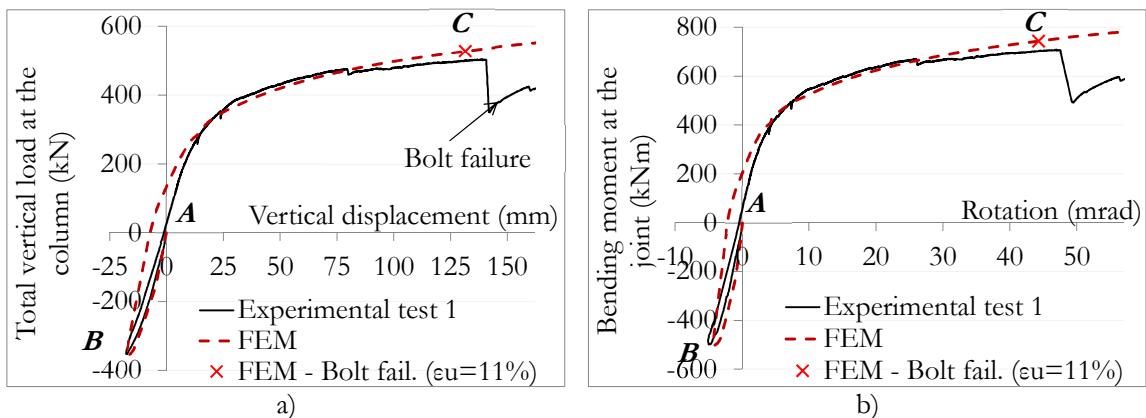 Total vertical load at the
column (kN)
600
400
200
0
-200
-400
-25
0
25
50
75
100
125
150
Vertical displacement (mm)
A
B
C
Bolt failure
Experimental test 1
FEM
FEM - Bolt fail. (εu=11%)
a)
Bending moment at the
joint (kNm)
800
600
400
200
0
-200
-400
-600
-10
0
10
20
30
40
50
Rotation (mrad)
A
B
C
Experimental test 1
FEM
FEM - Bolt fail. (εu=11%)
b)